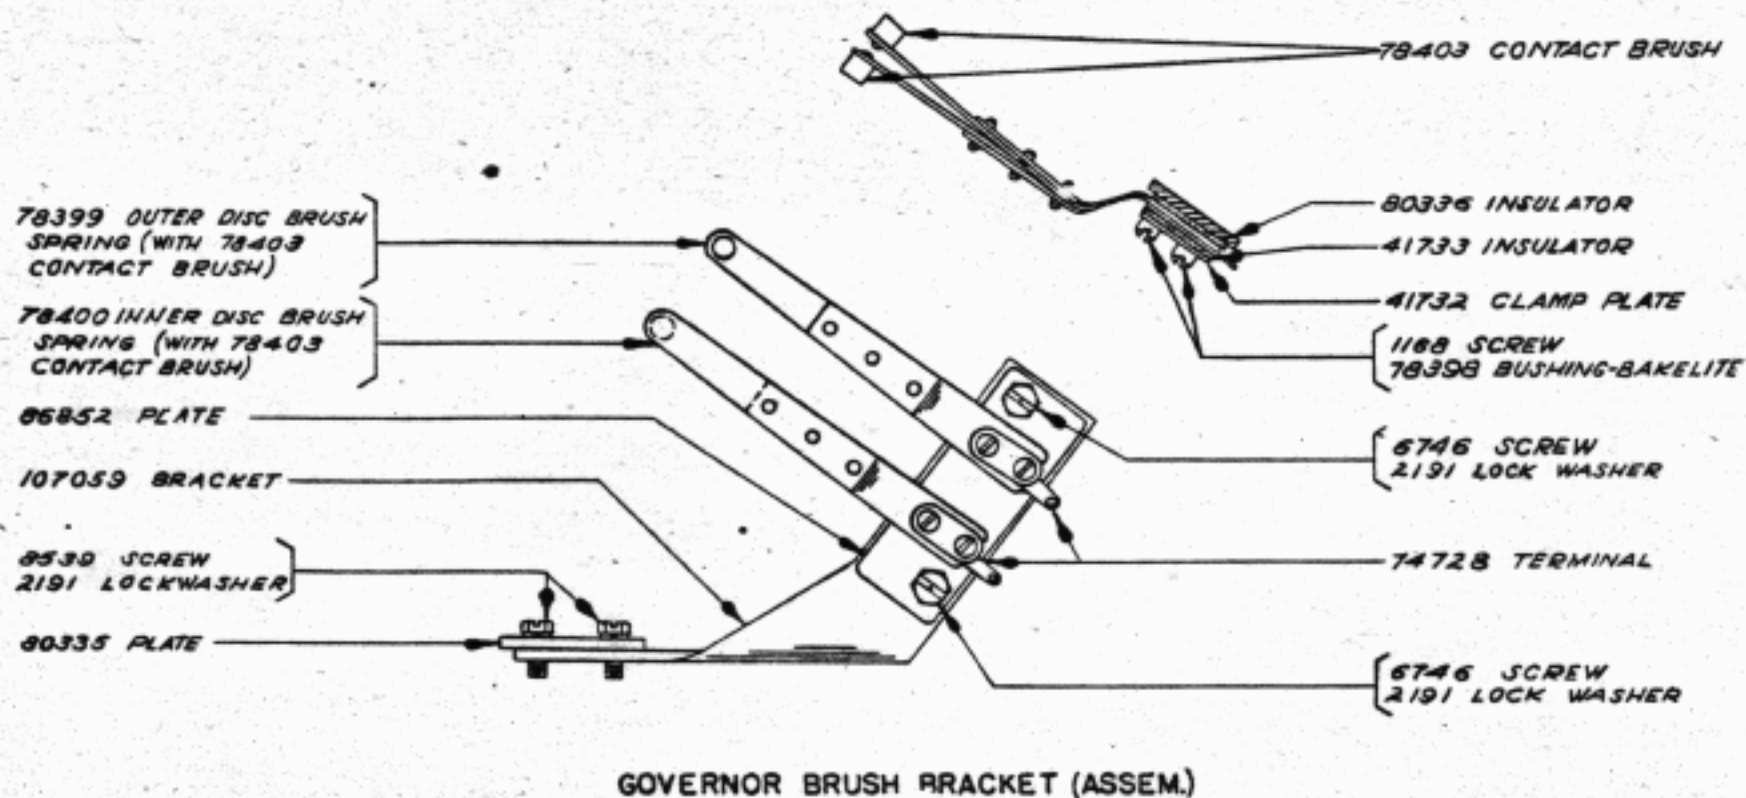 78403 CONTACT BRUSH
78399 OUTER DISC BRUSH
SPRING (WITH 78403
CONTACT BRUSH)
78400 INNER DISC BRUSH
SPRING (WITH 78403
CONTACT BRUSH)
86852 PLATE
107059 BRACKET
8539 SCREW
2191 LOCKWASHER
80335 PLATE
80336 INSULATOR
41733 INSULATOR
41732 CLAMP PLATE
1168 SCREW
78398 BUSHING-BAKELITE
6746 SCREW
2191 LOCK WASHER
74728 TERMINAL
6746 SCREW
2191 LOCK WASHER
GOVERNOR BRUSH BRACKET (ASSEM.)